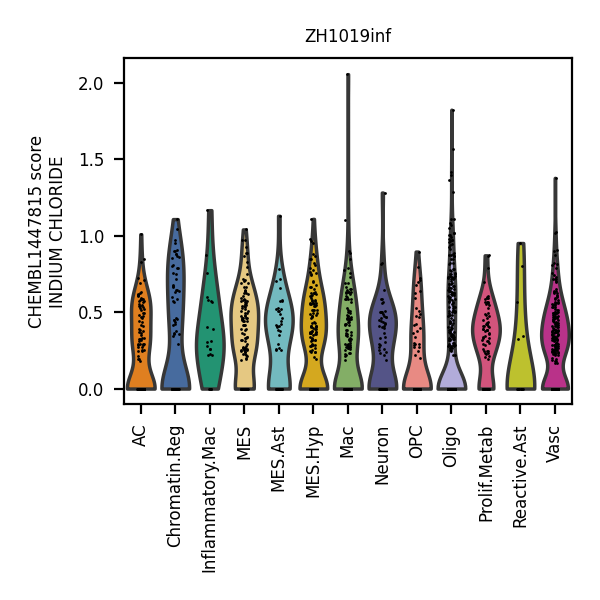 ZH1019inf
CHEMBL1447815 score
INDIUM CHLORIDE
2.0
1.5
1.0
0.5
0.0
AC
Chromatin.Reg
Inflammatory.Mac
MES
MES.Ast
MES.Hyp
Mac
Neuron
OPC
Oligo
Prolif.Metab
Reactive.Ast
Vasc